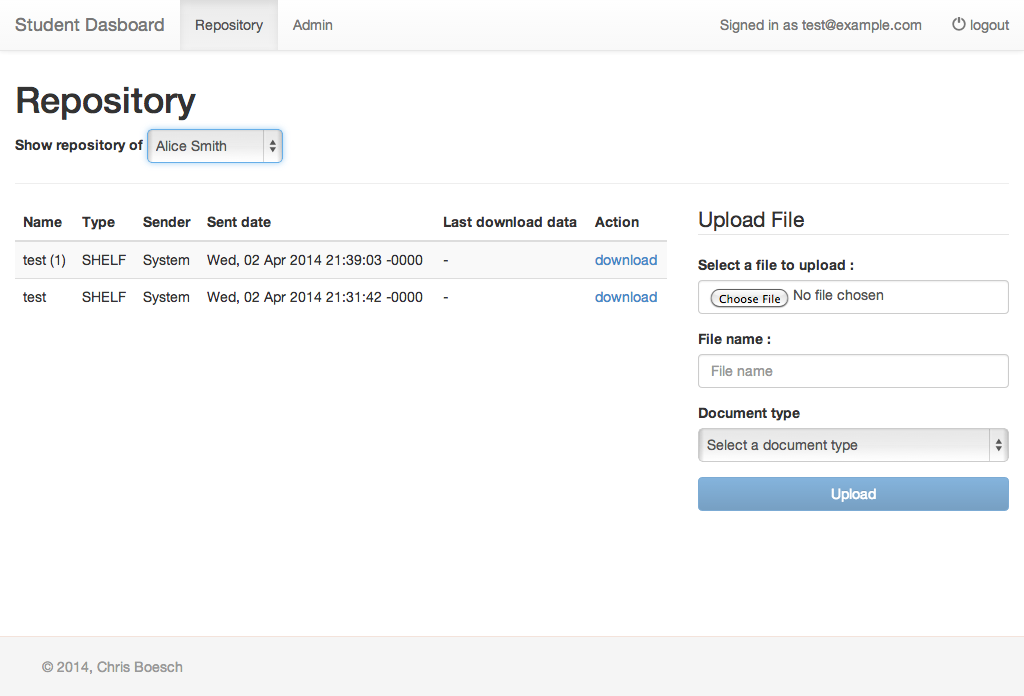 Student Dasboard Repository Admin Signed in as test@example.com logout
Repository
Show repository of Alice Smith
Name Type Sender Sent date Last download data Action
test (1) SHELF System Wed, 02 Apr 2014 21:39:03 -0000 - download
test SHELF System Wed, 02 Apr 2014 21:31:42 -0000 - download
Upload File
Select a file to upload :
Choose File No file chosen
File name :
File name
Document type
Select a document type
Upload
© 2014, Chris Boesch